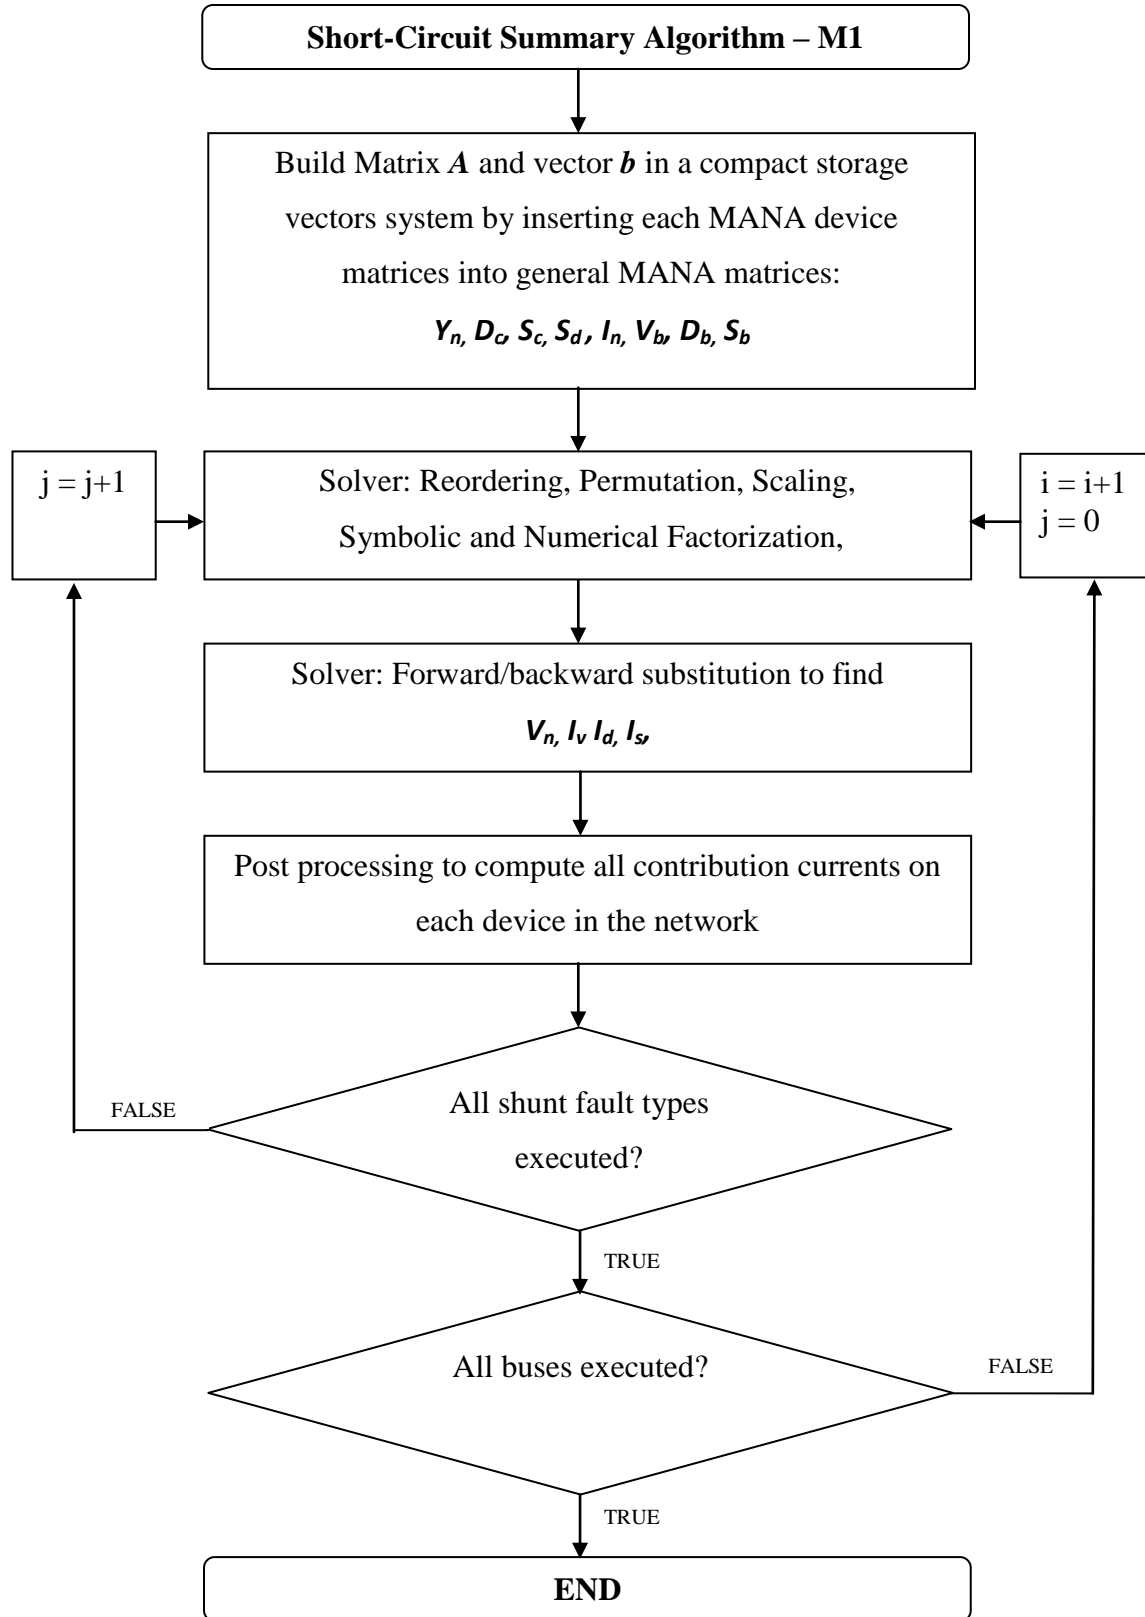 Short-Circuit Summary Algorithm – M1
Build Matrix A and vector b in a compact storage
vectors system by inserting each MANA device
matrices into general MANA matrices:
Yn, Dc, Sc, Sd, In, Vb, Db, Sb
j = j+1
Solver: Reordering, Permutation, Scaling,
Symbolic and Numerical Factorization,
i = i+1
j = 0
Solver: Forward/backward substitution to find
Vn, Iv Id, Is,
Post processing to compute all contribution currents on
each device in the network
FALSE
All shunt fault types
executed?
TRUE
All buses executed?
FALSE
TRUE
END